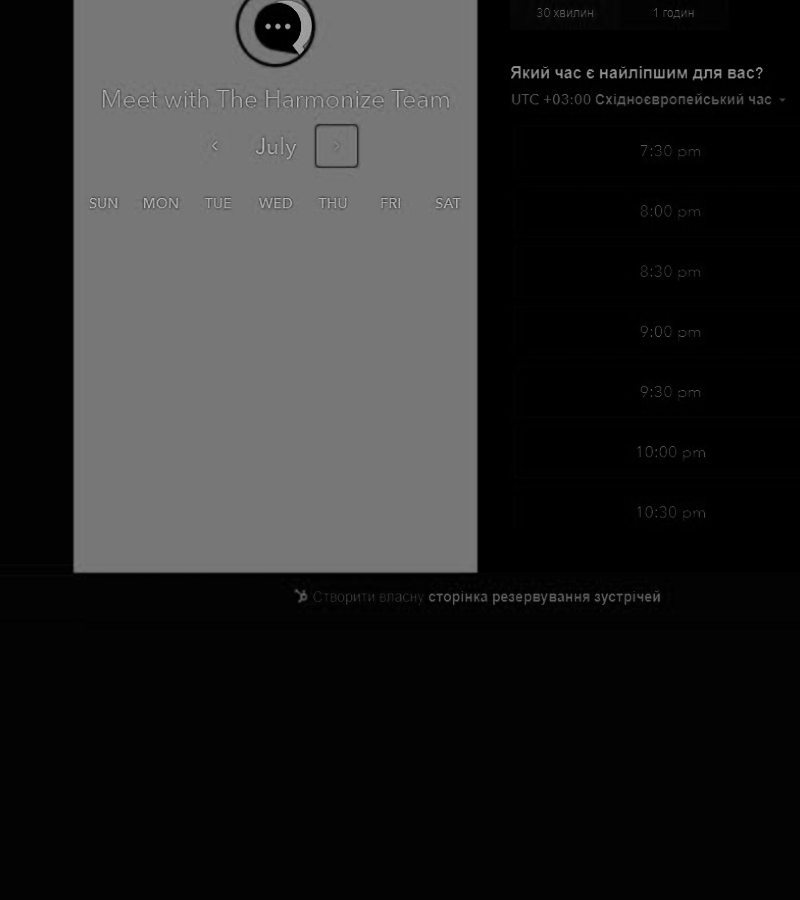 30 хвилин 1 годин
Meet with The Harmonize Team
July
SUN MON TUE WED THU FRI SAT
Який час є найліпшим для вас?
UTC +03:00 Східноєвропейський час
7:30 pm
8:00 pm
8:30 pm
9:00 pm
9:30 pm
10:00 pm
10:30 pm
Створити власну сторінка резервування зустрічей